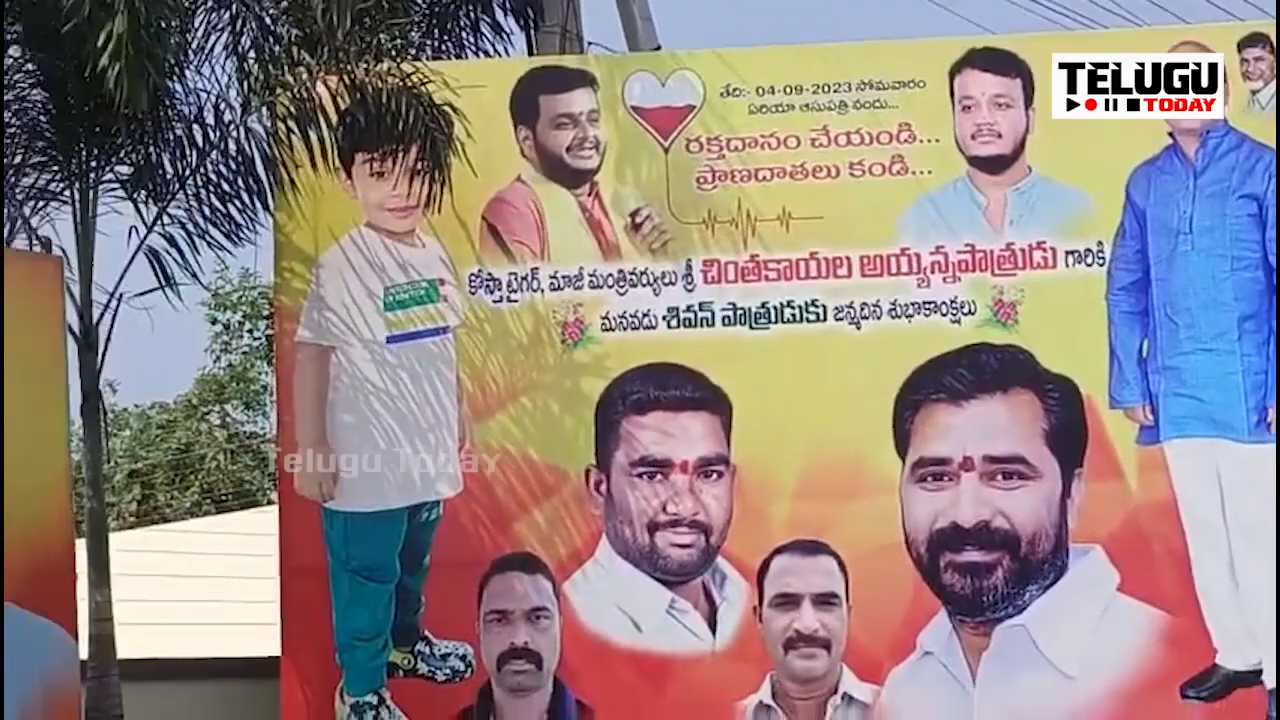 TELUGU
TODAY
తేది:- 04-09-2023 సోమవారం
ఏరియా ఆసుపత్రి నందు...
రక్తదానం చేయండి...
ప్రాణదాతలు కండి...
కోస్తా టైగర్, మాజీ మంత్రివర్యులు శ్రీ చింతకాయల అయ్యన్నపాత్రుడు గారికి
మనవడు శివన్ పాత్రుడుకు జన్మదిన శుభాకాంక్షలు
Telugu Today